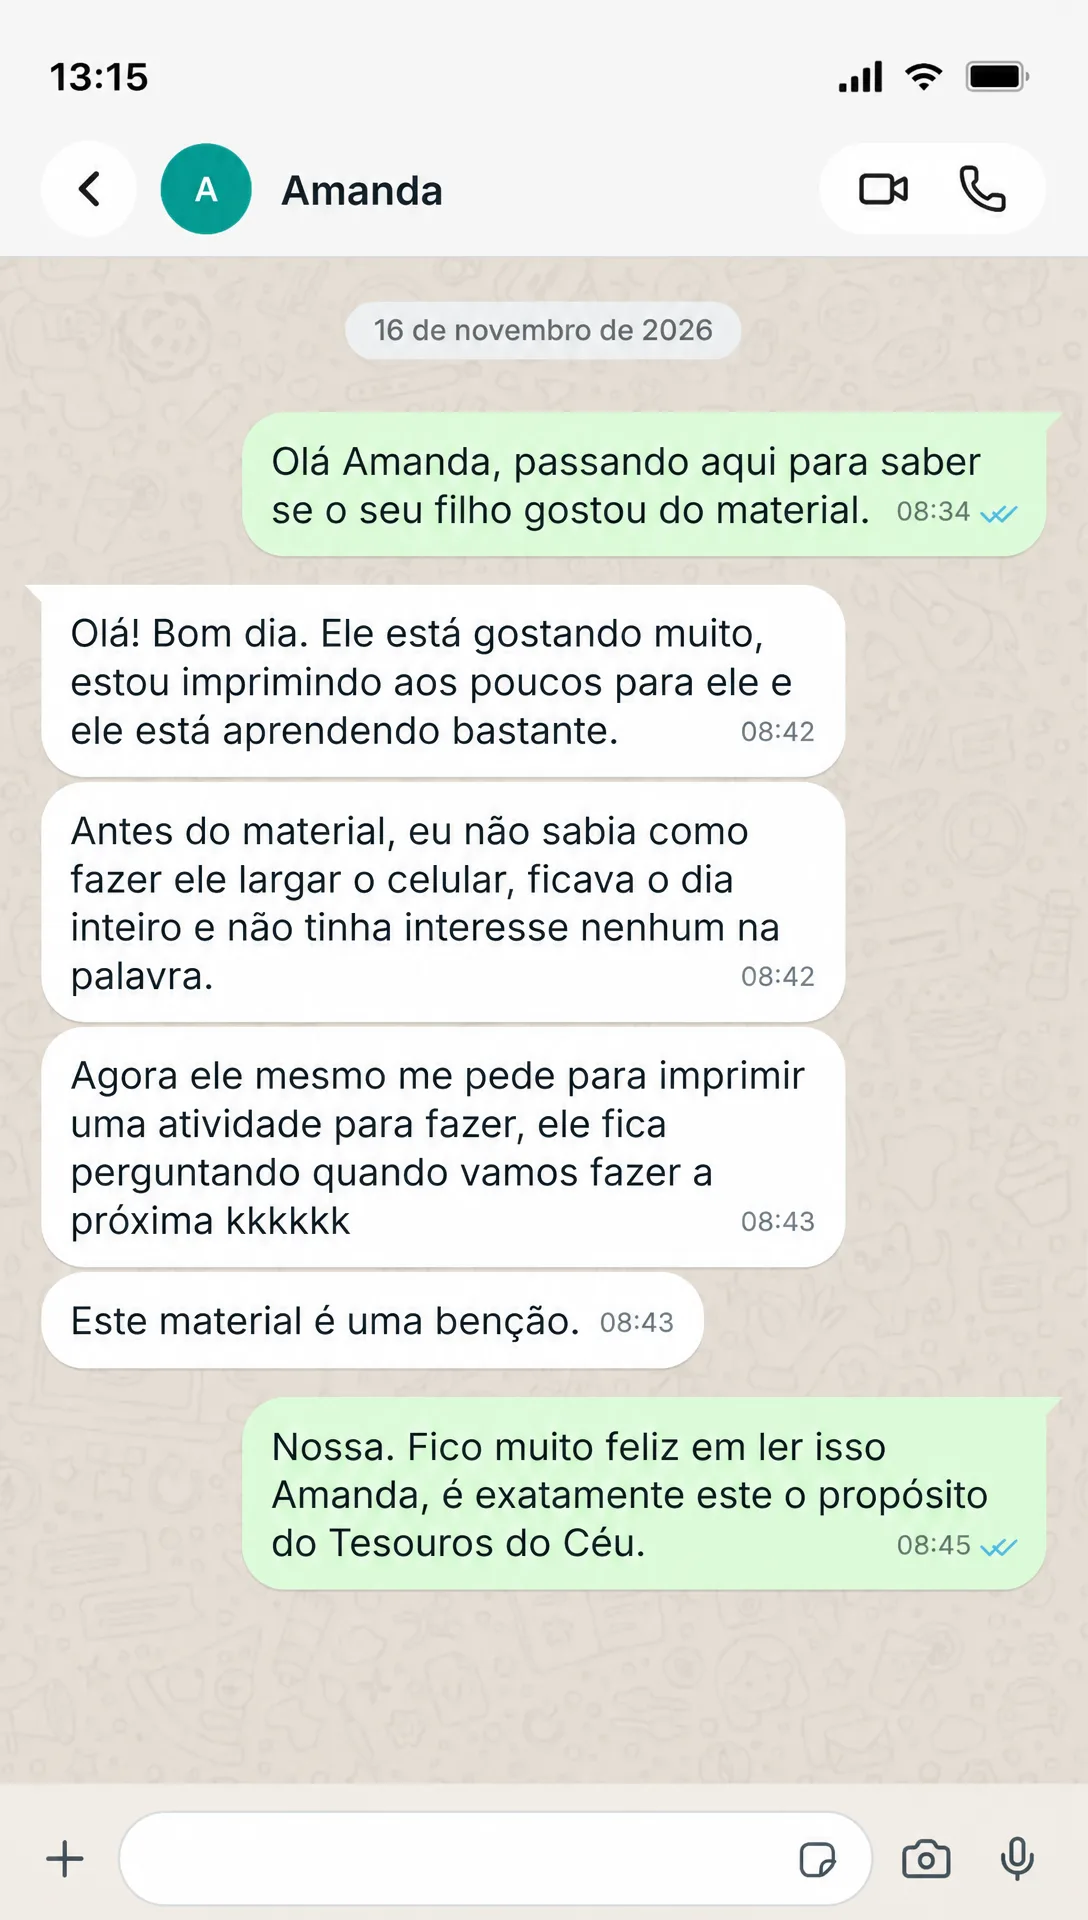 13:15
A
Amanda
16 de novembro de 2026
Olá Amanda, passando aqui para saber
se o seu filho gostou do material. 08:34
Olá! Bom dia. Ele está gostando muito,
estou imprimindo aos poucos para ele e
ele está aprendendo bastante. 08:42
Antes do material, eu não sabia como
fazer ele largar o celular, ficava o dia
inteiro e não tinha interesse nenhum na
palavra. 08:42
Agora ele mesmo me pede para imprimir
uma atividade para fazer, ele fica
perguntando quando vamos fazer a
próxima kkkkkk 08:43
Este material é uma benção. 08:43
Nossa. Fico muito feliz em ler isso
Amanda, é exatamente este o propósito
do Tesouros do Céu. 08:45